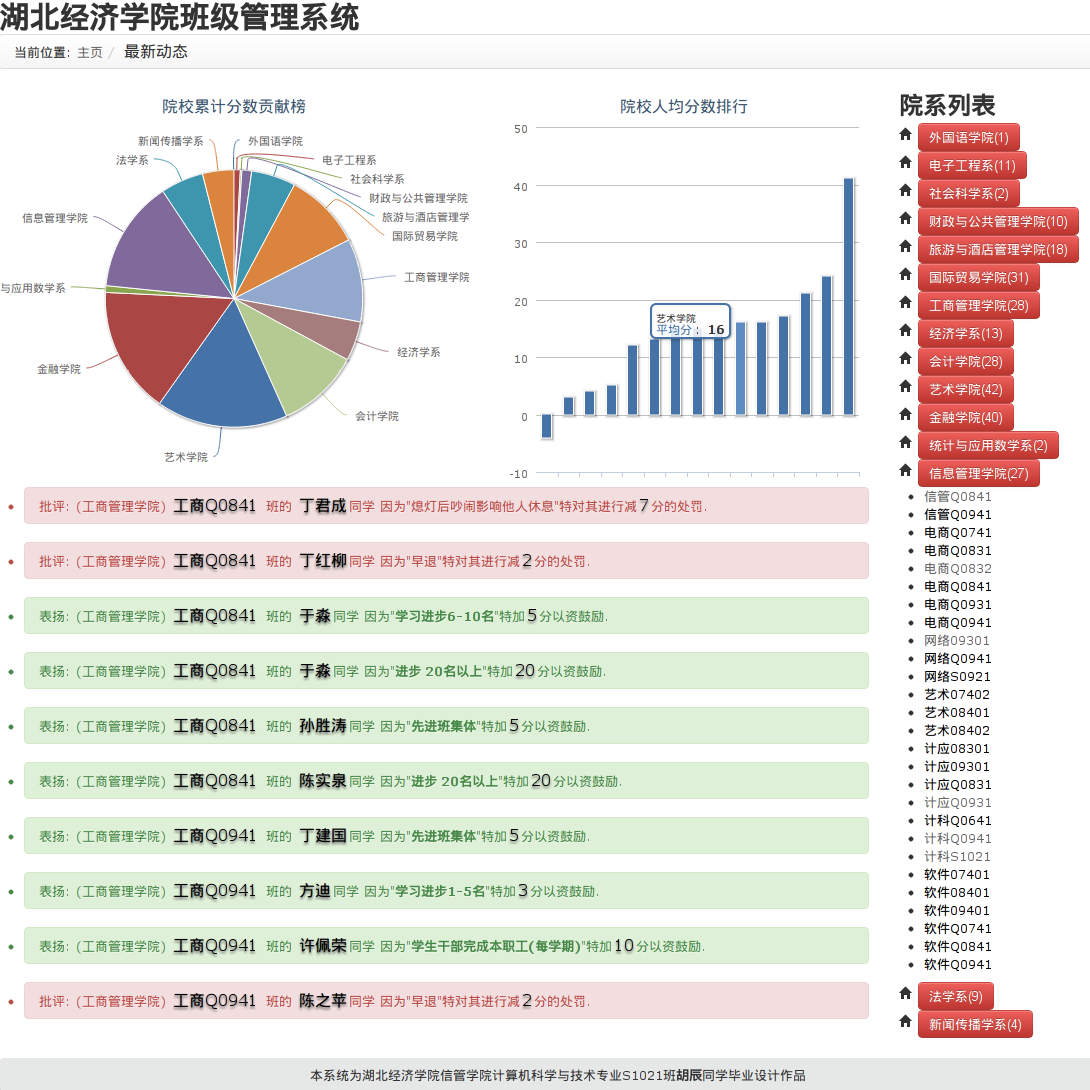 湖北经济学院班级管理系统
当前位置: 主页 / 最新动态
院校累计分数贡献榜
新闻传播学系
外国语学院
法学系
电子工程系
社会科学系
财政与公共管理学院
旅游与酒店管理学
信息管理学院
国际贸易学院
工商管理学院
与应用数学系
经济学系
金融学院
会计学院
艺术学院
院校人均分数排行
50
40
30
20
10
0
-10
艺术学院
平均分: 16
批评: (工商管理学院) 工商Q0841 班的 丁君成同学 因为"熄灯后吵闹影响他人休息"特对其进行减7分的处罚.
批评: (工商管理学院) 工商Q0841 班的 丁红柳同学 因为"早退"特对其进行减2分的处罚.
表扬: (工商管理学院) 工商Q0841 班的 于淼同学 因为"学习进步6-10名"特加5分以资鼓励.
表扬: (工商管理学院) 工商Q0841 班的 于淼同学 因为"进步 20名以上"特加20分以资鼓励.
表扬: (工商管理学院) 工商Q0841 班的 孙胜涛同学 因为"先进班集体"特加5分以资鼓励.
表扬: (工商管理学院) 工商Q0841 班的 陈实泉同学 因为"进步 20名以上"特加20分以资鼓励.
表扬: (工商管理学院) 工商Q0941 班的 丁建国同学 因为"先进班集体"特加5分以资鼓励.
表扬: (工商管理学院) 工商Q0941 班的 方迪同学 因为"学习进步1-5名"特加3分以资鼓励.
表扬: (工商管理学院) 工商Q0941 班的 许佩荣同学 因为"学生干部完成本职工(每学期)"特加10分以资鼓励.
批评: (工商管理学院) 工商Q0941 班的 陈之苹同学 因为"早退"特对其进行减2分的处罚.
院系列表
外国语学院(1)
电子工程系(11)
社会科学系(2)
财政与公共管理学院(10)
旅游与酒店管理学院(18)
国际贸易学院(31)
工商管理学院(28)
经济学系(13)
会计学院(28)
艺术学院(42)
金融学院(40)
统计与应用数学系(2)
信息管理学院(27)
信管Q0841
信管Q0941
电商Q0741
电商Q0831
电商Q0832
电商Q0841
电商Q0931
电商Q0941
网络09301
网络Q0941
网络S0921
艺术07402
艺术08401
艺术08402
计应08301
计应09301
计应Q0831
计应Q0931
计科Q0641
计科Q0941
计科S1021
软件07401
软件08401
软件09401
软件Q0741
软件Q0841
软件Q0941
法学系(9)
新闻传播学系(4)
本系统为湖北经济学院信管学院计算机科学与技术专业S1021班胡辰同学毕业设计作品